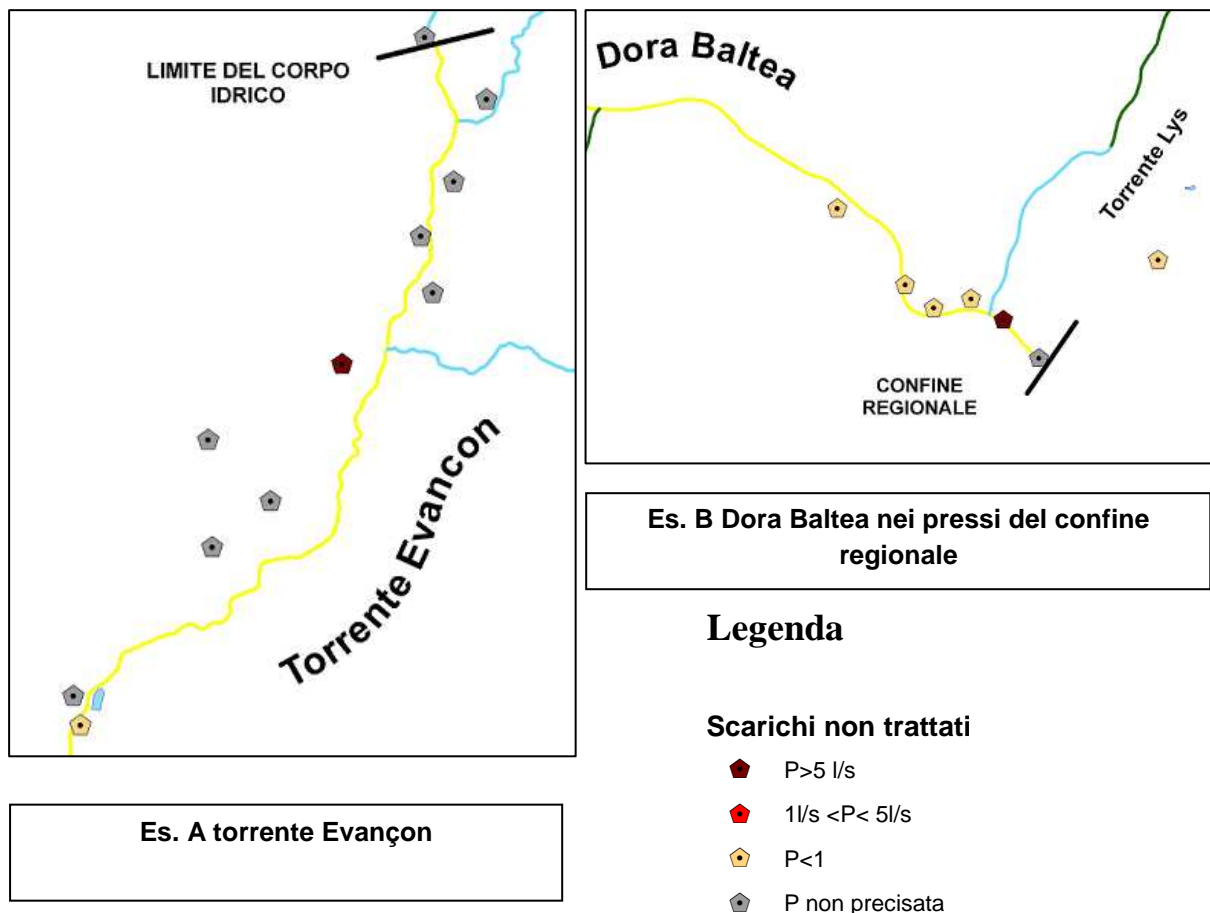 LIMITE DEL CORPO
IDRICO
Torrente Evancon
Es. A torrente Evançon
Dora Baltea
Torrente Lys
CONFINE
REGIONALE
Es. B Dora Baltea nei pressi del confine
regionale
Legenda
Scarichi non trattati
P>5 l/s
1l/s <P< 5l/s
P<1
P non precisata